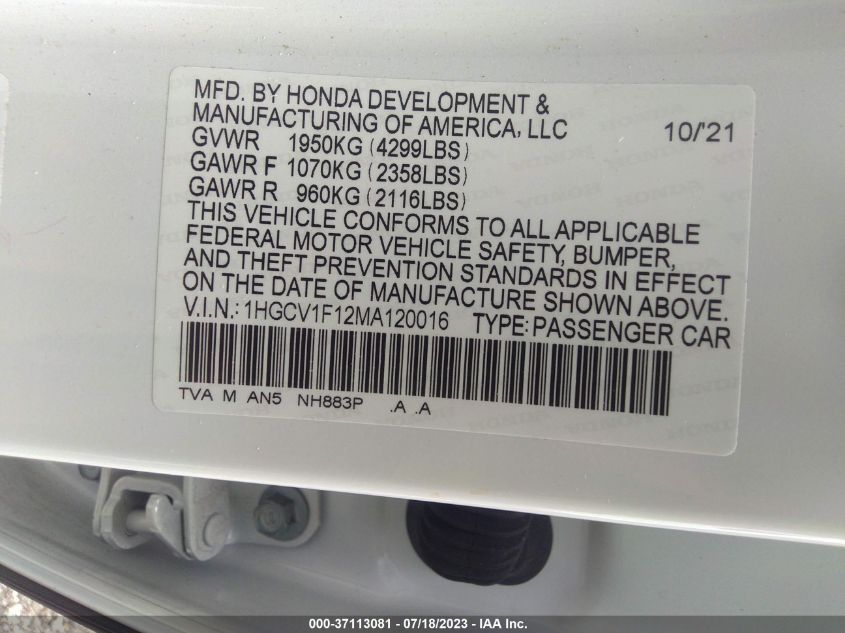 MFD. BY HONDA DEVELOPMENT &
MANUFACTURING OF AMERICA, LLC 10/'21
GVWR 1950KG (4299LBS)
GAWR F 1070KG (2358LBS)
GAWR R 960KG (2116LBS)
THIS VEHICLE CONFORMS TO ALL APPLICABLE
FEDERAL MOTOR VEHICLE SAFETY, BUMPER,
AND THEFT PREVENTION STANDARDS IN EFFECT
ON THE DATE OF MANUFACTURE SHOWN ABOVE.
V.I.N.: 1HGCV1F12MA120016 TYPE: PASSENGER CAR
TVA M AN5 NH883P .A .A
000-37113081 - 07/18/2023 - IAA Inc.